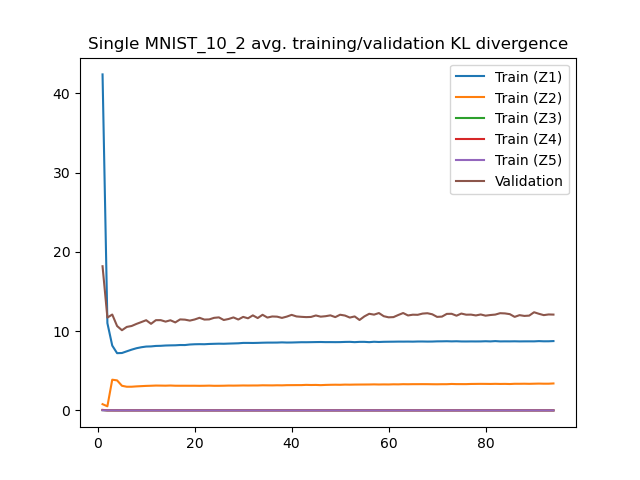 Single MNIST_10_2 avg. training/validation KL divergence
40
30
20
10
0
0
20
40
60
80
Train (Z1)
Train (Z2)
Train (Z3)
Train (Z4)
Train (Z5)
Validation